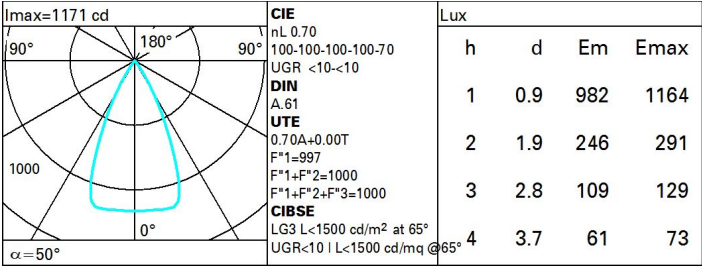 Imax=1171 cd
90°
180°
90°
1000
0°
α=50°
CIE
nL 0.70
100-100-100-100-70
UGR <10-<10
DIN
A.61
UTE
0.70A+0.00T
F"1=997
F"1+F"2=1000
F"1+F"2+F"3=1000
CIBSE
LG3 L<1500 cd/m² at 65°
UGR<10 | L<1500 cd/mq @65°
Lux
h d Em Emax
1 0.9 982 1164
2 1.9 246 291
3 2.8 109 129
4 3.7 61 73